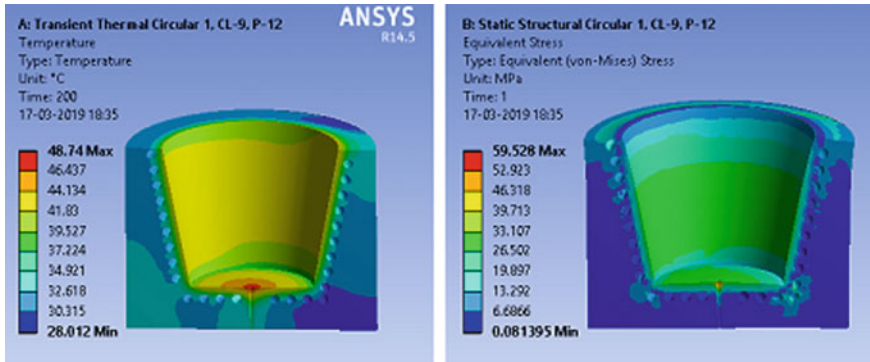 A: Transient Thermal Circular 1, CL-9, P-12
Temperature
Type: Temperature
Unit: °C
Time: 200
17-03-2019 18:35
ANSYS
R14.5
48.74 Max
46.437
44.134
41.83
39.527
37.224
34.921
32.618
30.315
28.012 Min
B: Static Structural Circular 1, CL-9, P-12
Equivalent Stress
Type: Equivalent (von-Mises) Stress
Unit: MPa
Time: 1
17-03-2019 18:35
59.528 Max
52.923
46.318
39.713
33.107
26.502
19.897
13.292
6.6866
0.081395 Min